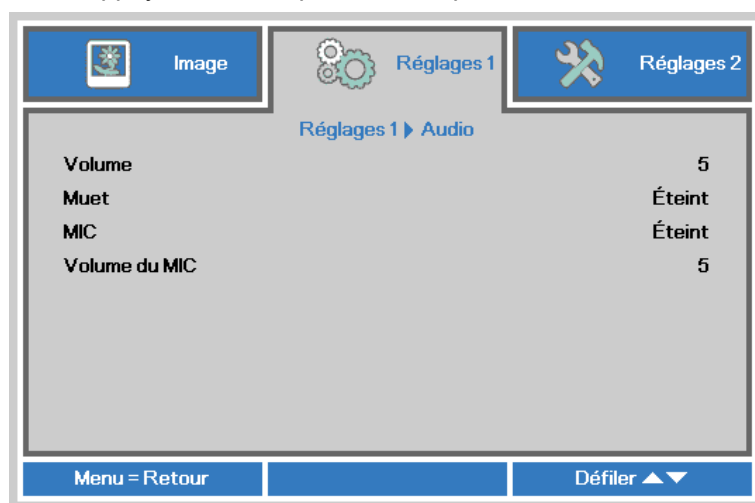 Image Réglages 1 Réglages 2
Réglages 1 ▶ Audio
Volume 5
Muet Éteint
MIC Éteint
Volume du MIC 5
Menu = Retour Défiler ▲▼